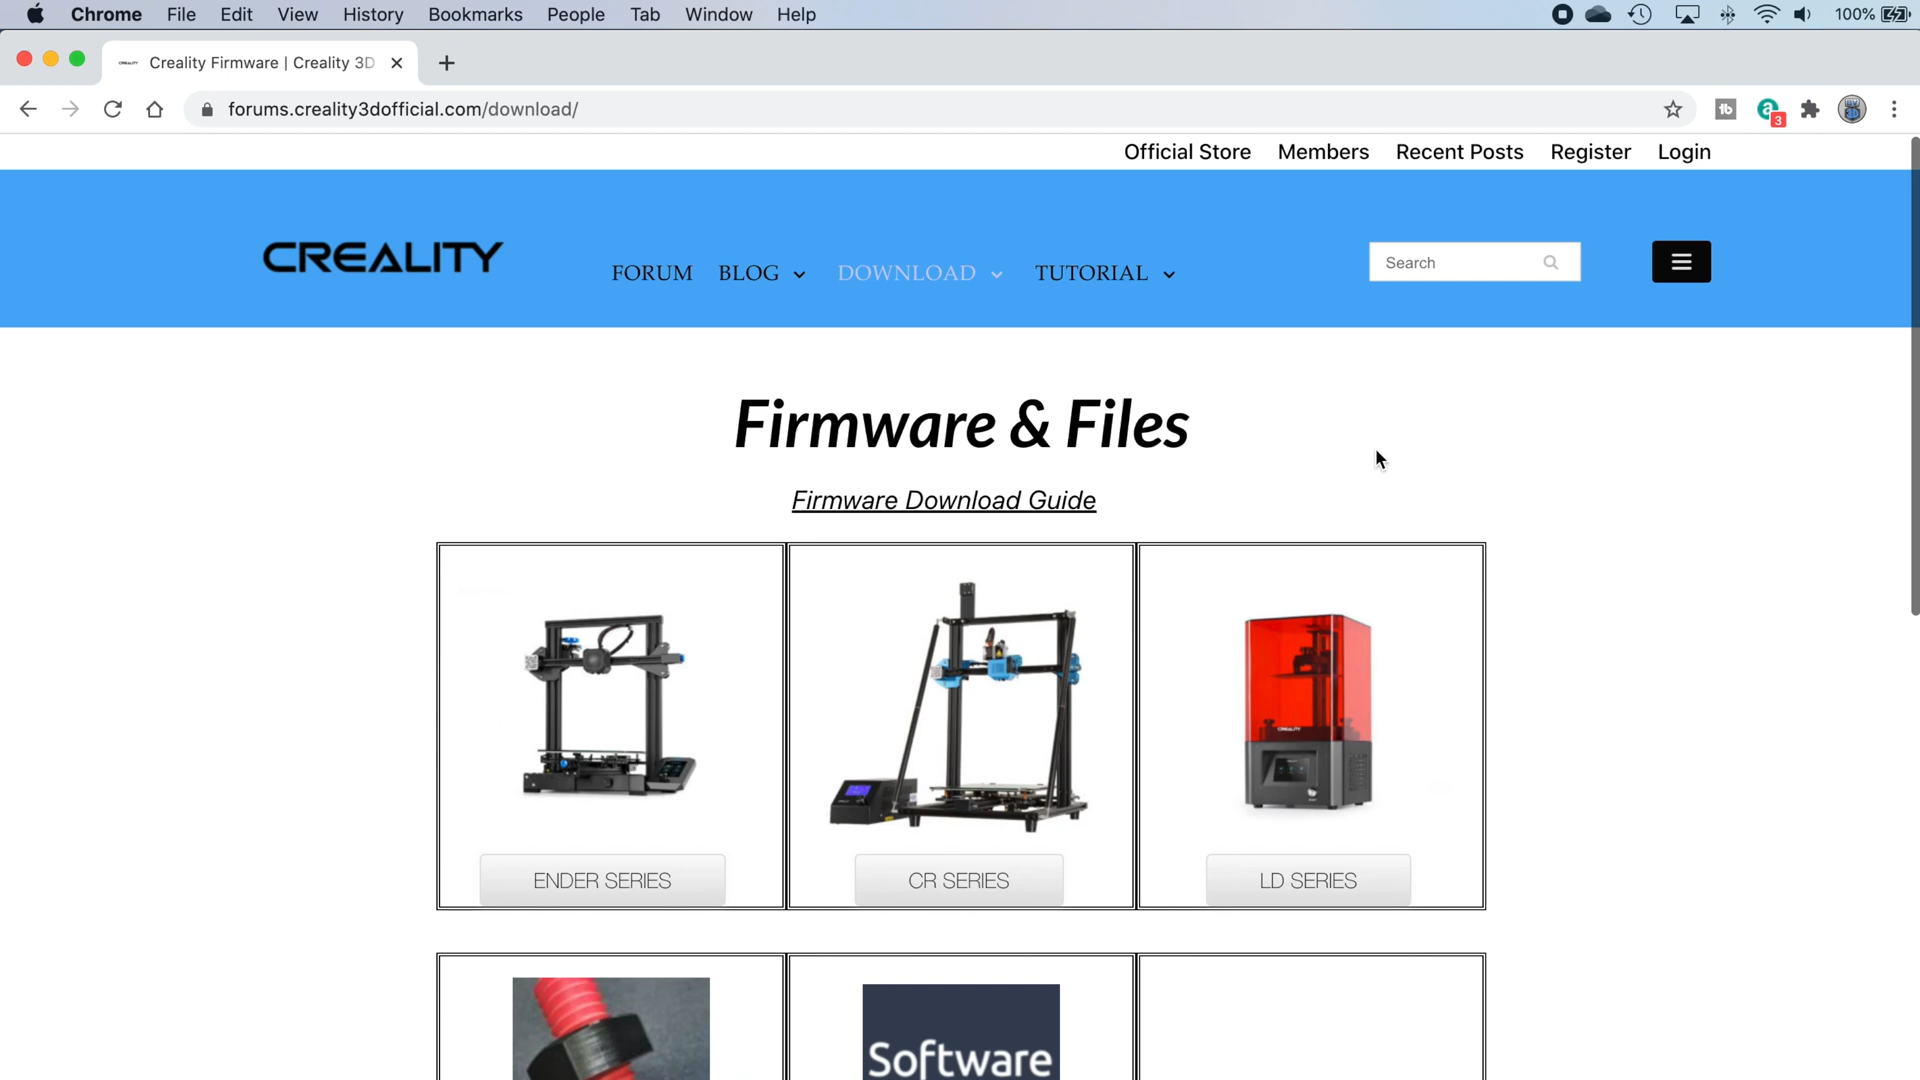 Chrome File Edit View History Bookmarks People Tab Window Help 100%
Creality Firmware | Creality 3D
forums.creality3dofficial.com/download/
3
Official Store Members Recent Posts Register Login
CREALITY
FORUM BLOG DOWNLOAD TUTORIAL
Search
Firmware & Files
Firmware Download Guide
CREALITY
ENDER SERIES CR SERIES LD SERIES
Software